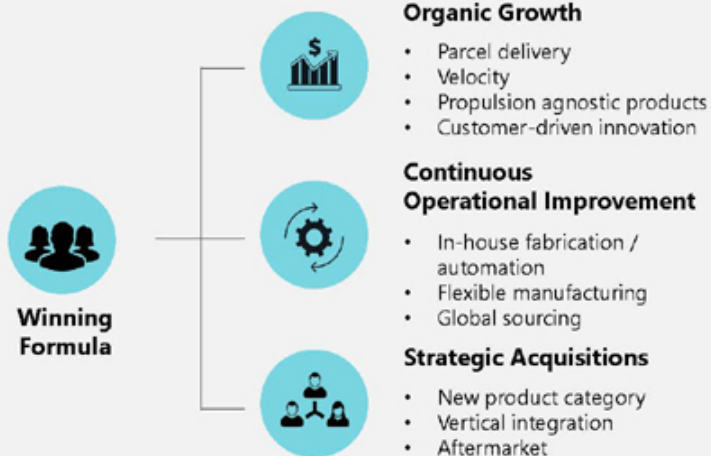 Organic Growth
• Parcel delivery
• Velocity
• Propulsion agnostic products
• Customer-driven innovation
Continuous
Operational Improvement
• In-house fabrication /
automation
• Flexible manufacturing
• Global sourcing
Winning
Formula
Strategic Acquisitions
• New product category
• Vertical integration
• Aftermarket
$